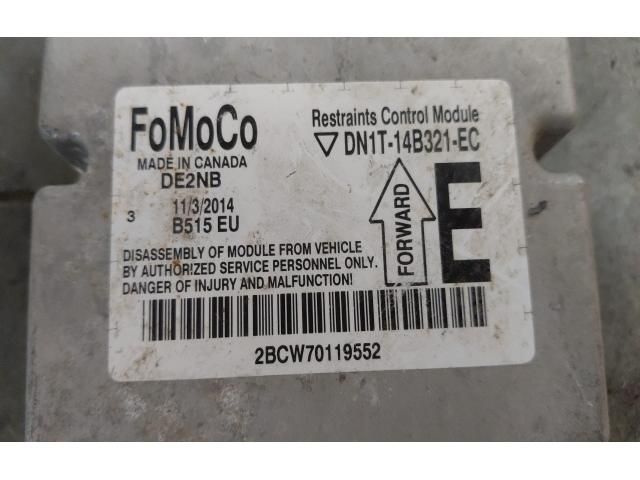 FoMoCo
MADE IN CANADA
DE2NB
3
11/3/2014
B515 EU
Restraints Control Module
DN1T-14B321-EC
FORWARD
E
DISASSEMBLY OF MODULE FROM VEHICLE
BY AUTHORIZED SERVICE PERSONNEL ONLY.
DANGER OF INJURY AND MALFUNCTION!
2BCW70119552